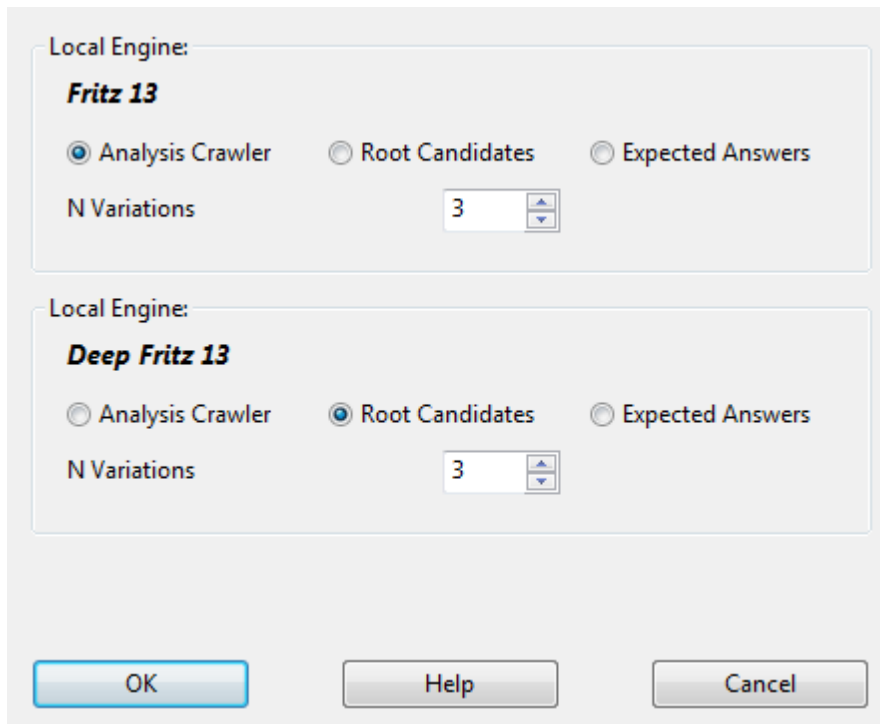 Local Engine:
Fritz 13
Analysis Crawler Root Candidates Expected Answers
N Variations 3
Local Engine:
Deep Fritz 13
Analysis Crawler Root Candidates Expected Answers
N Variations 3
OK Help Cancel